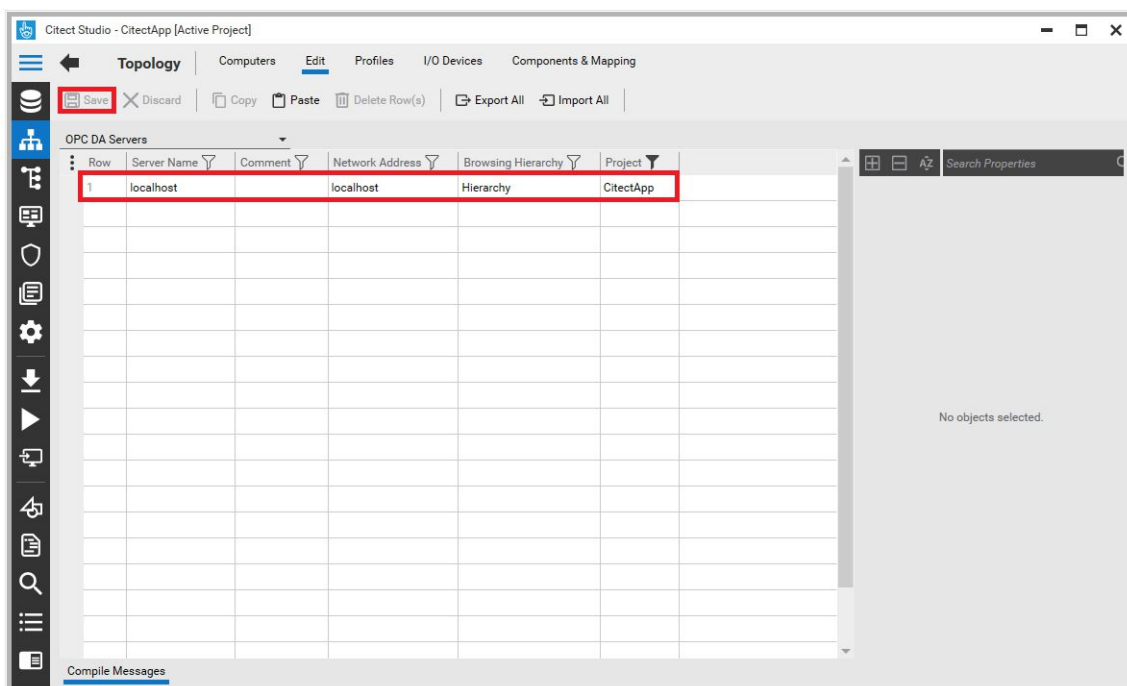 Citect Studio - CitectApp [Active Project]
Topology Computers Edit Profiles I/O Devices Components & Mapping
Save Discard Copy Paste Delete Row(s) Export All Import All
OPC DA Servers
Row Server Name Comment Network Address Browsing Hierarchy Project
Search Properties
1 localhost localhost Hierarchy CitectApp
No objects selected.
Compile Messages